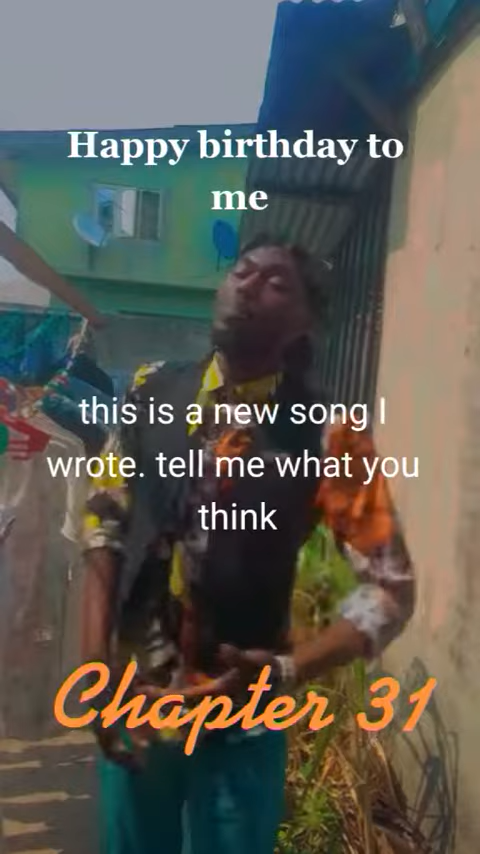 Happy birthday to
me
this is a new song I
wrote. tell me what you
think
Chapter 31